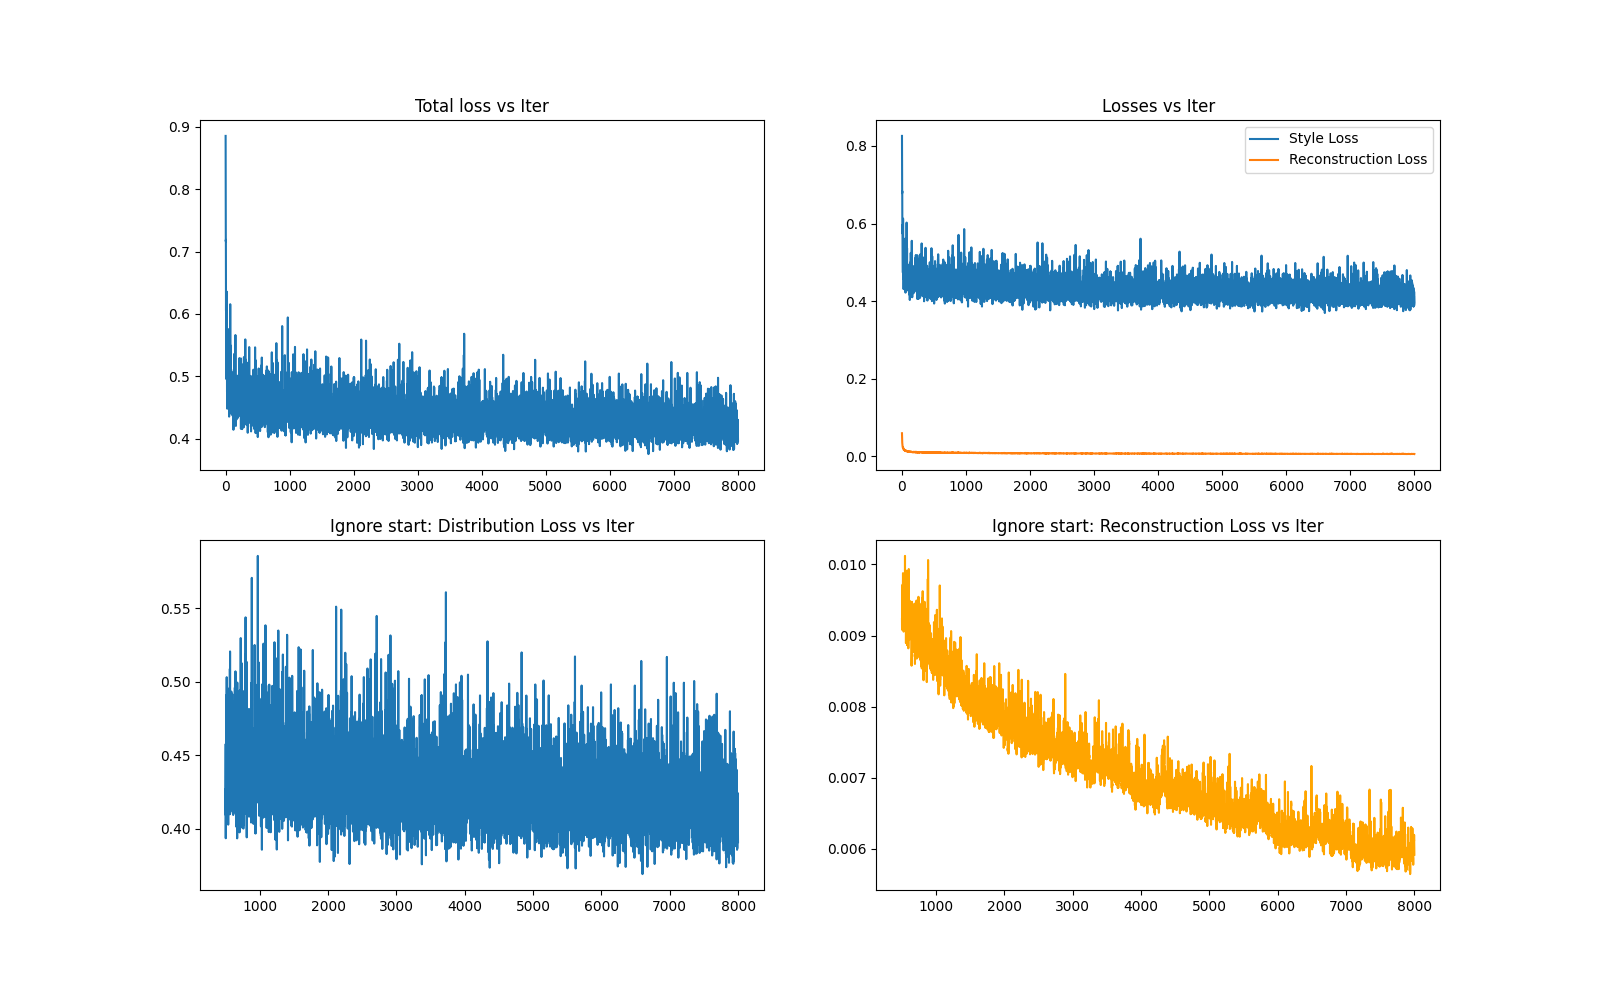 Total loss vs Iter
0.9
0.8
0.7
0.6
0.5
0.4
0 1000 2000 3000 4000 5000 6000 7000 8000
Losses vs Iter
Style Loss
Reconstruction Loss
0.8
0.6
0.4
0.2
0.0
0 1000 2000 3000 4000 5000 6000 7000 8000
Ignore start: Distribution Loss vs Iter
0.55
0.50
0.45
0.40
1000 2000 3000 4000 5000 6000 7000 8000
Ignore start: Reconstruction Loss vs Iter
0.010
0.009
0.008
0.007
0.006
1000 2000 3000 4000 5000 6000 7000 8000